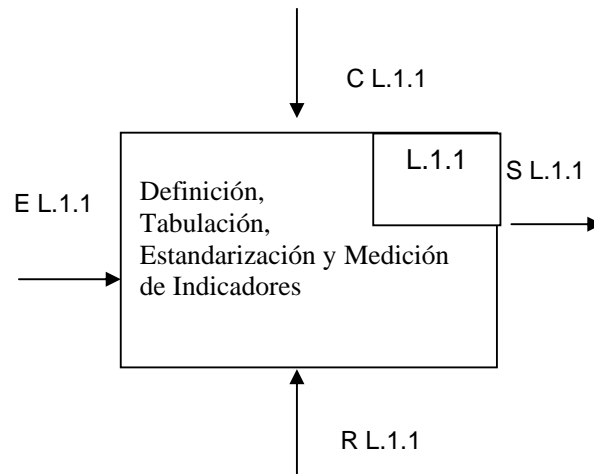 C L.1.1
L.1.1
S L.1.1
E L.1.1
Definición,
Tabulación,
Estandarización y Medición
de Indicadores
R L.1.1